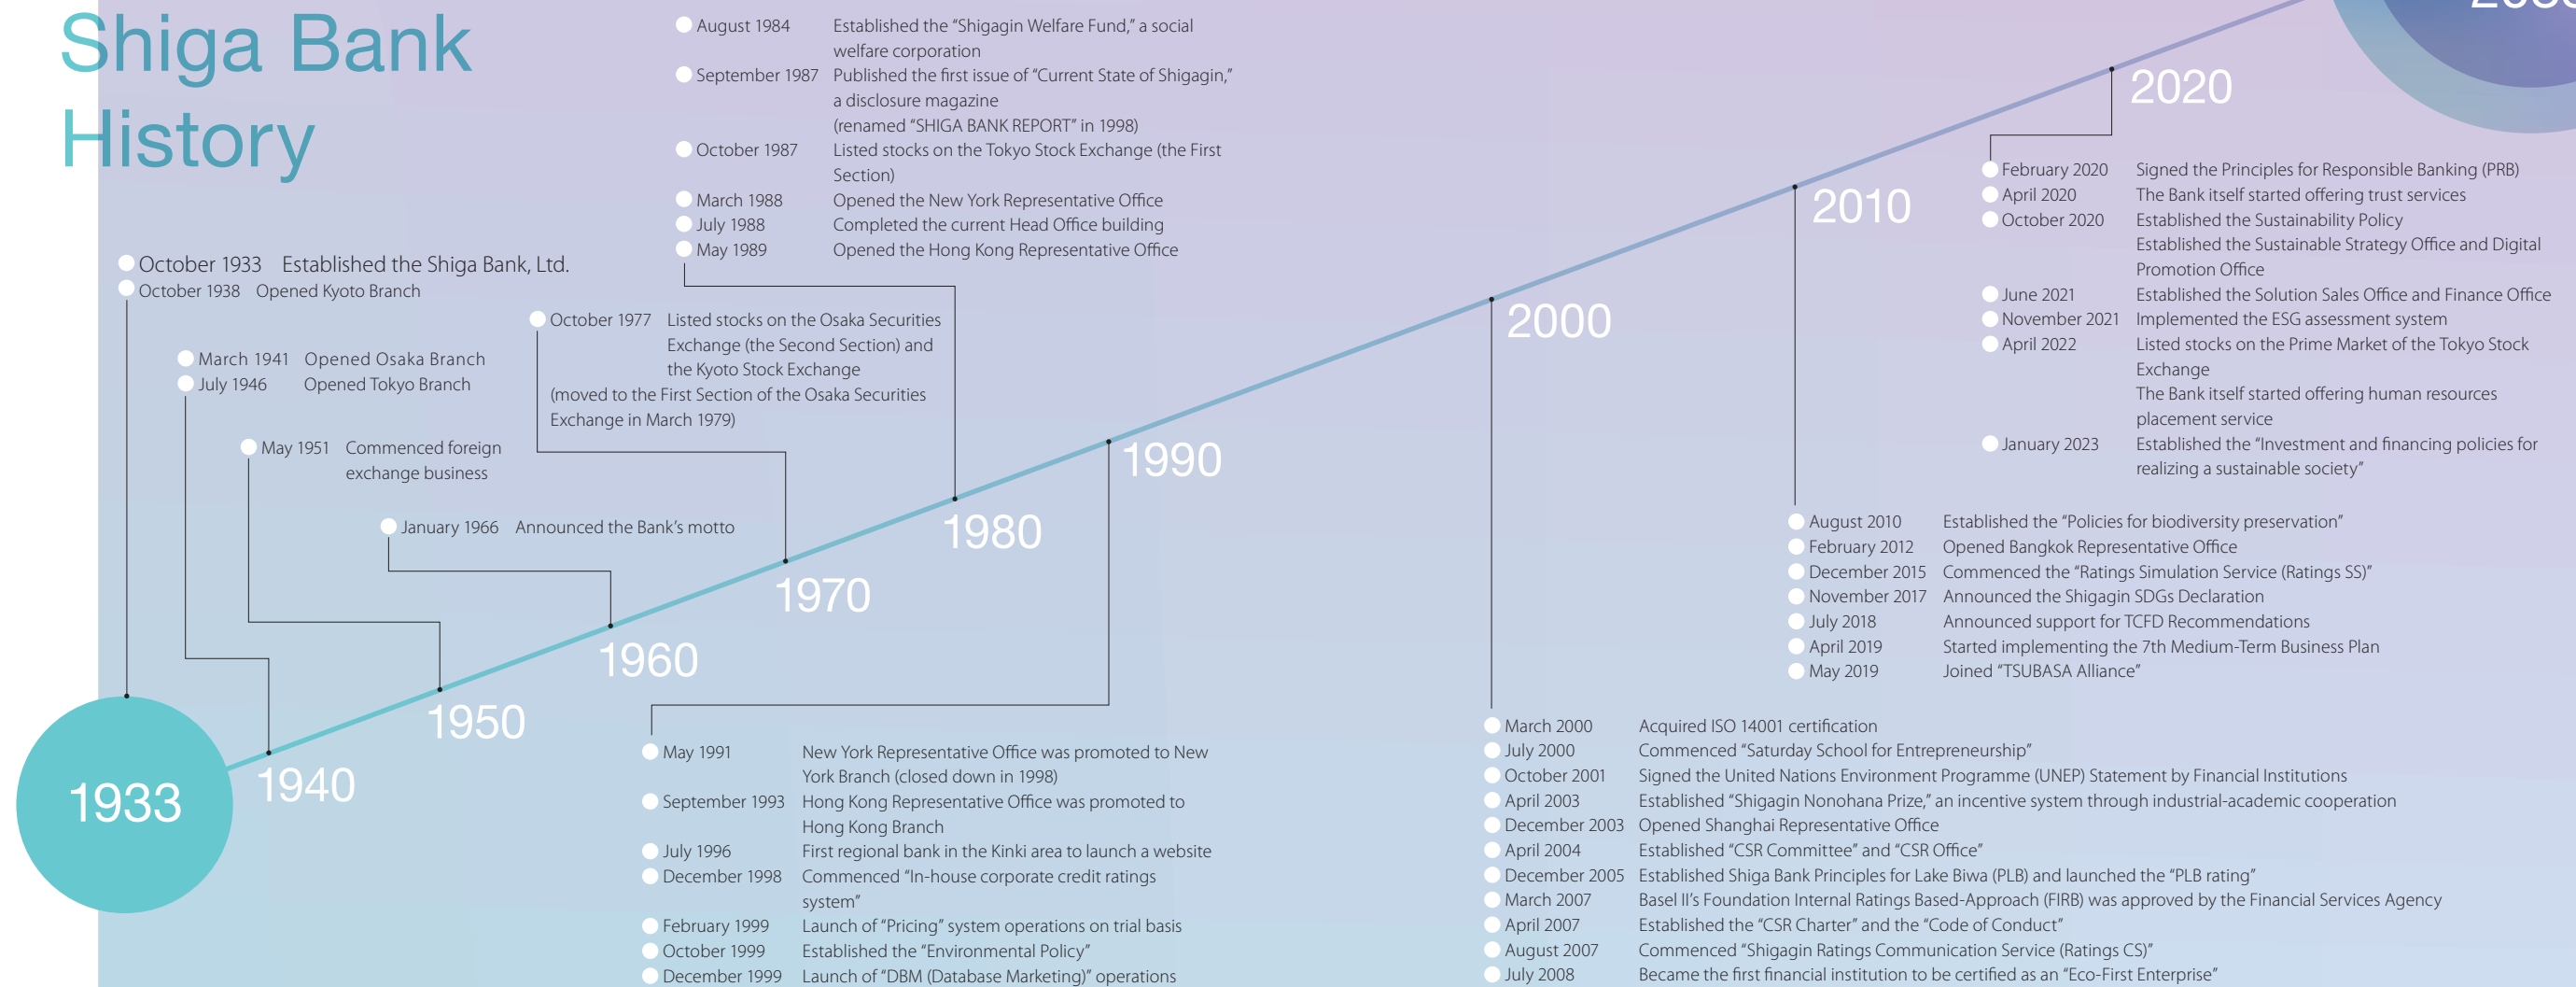 Shiga Bank
History
October 1933 Established the Shiga Bank, Ltd.
October 1938 Opened Kyoto Branch
1933
March 1941 Opened Osaka Branch
July 1946 Opened Tokyo Branch
1940
May 1951 Commenced foreign
exchange business
1950
January 1966 Announced the Bank’s motto
1960
October 1977 Listed stocks on the Osaka Securities
Exchange (the Second Section) and
the Kyoto Stock Exchange
(moved to the First Section of the Osaka Securities
Exchange in March 1979)
1970
August 1984 Established the “Shigagin Welfare Fund,” a social
welfare corporation
September 1987 Published the first issue of “Current State of Shigagin,”
a disclosure magazine
(renamed “SHIGA BANK REPORT” in 1998)
October 1987 Listed stocks on the Tokyo Stock Exchange (the First
Section)
March 1988 Opened the New York Representative Office
July 1988 Completed the current Head Office building
May 1989 Opened the Hong Kong Representative Office
1980
1990
May 1991 New York Representative Office was promoted to New
York Branch (closed down in 1998)
September 1993 Hong Kong Representative Office was promoted to
Hong Kong Branch
July 1996 First regional bank in the Kinki area to launch a website
December 1998 Commenced “In-house corporate credit ratings
system”
February 1999 Launch of “Pricing” system operations on trial basis
October 1999 Established the “Environmental Policy”
December 1999 Launch of “DBM (Database Marketing)” operations
2000
March 2000 Acquired ISO 14001 certification
July 2000 Commenced “Saturday School for Entrepreneurship”
October 2001 Signed the United Nations Environment Programme (UNEP) Statement by Financial Institutions
April 2003 Established “Shigagin Nonohana Prize,” an incentive system through industrial-academic cooperation
December 2003 Opened Shanghai Representative Office
April 2004 Established “CSR Committee” and “CSR Office”
December 2005 Established Shiga Bank Principles for Lake Biwa (PLB) and launched the “PLB rating”
March 2007 Basel II’s Foundation Internal Ratings Based-Approach (FIRB) was approved by the Financial Services Agency
April 2007 Established the “CSR Charter” and the “Code of Conduct”
August 2007 Commenced “Shigagin Ratings Communication Service (Ratings CS)”
July 2008 Became the first financial institution to be certified as an “Eco-First Enterprise”
2010
August 2010 Established the “Policies for biodiversity preservation”
February 2012 Opened Bangkok Representative Office
December 2015 Commenced the “Ratings Simulation Service (Ratings SS)”
November 2017 Announced the Shigagin SDGs Declaration
July 2018 Announced support for TCFD Recommendations
April 2019 Started implementing the 7th Medium-Term Business Plan
May 2019 Joined “TSUBASA Alliance”
2020
February 2020 Signed the Principles for Responsible Banking (PRB)
April 2020 The Bank itself started offering trust services
October 2020 Established the Sustainability Policy
Established the Sustainable Strategy Office and Digital
Promotion Office
June 2021 Established the Solution Sales Office and Finance Office
November 2021 Implemented the ESG assessment system
April 2022 Listed stocks on the Prime Market of the Tokyo Stock
Exchange
The Bank itself started offering human resources
placement service
January 2023 Established the “Investment and financing policies for
realizing a sustainable society”